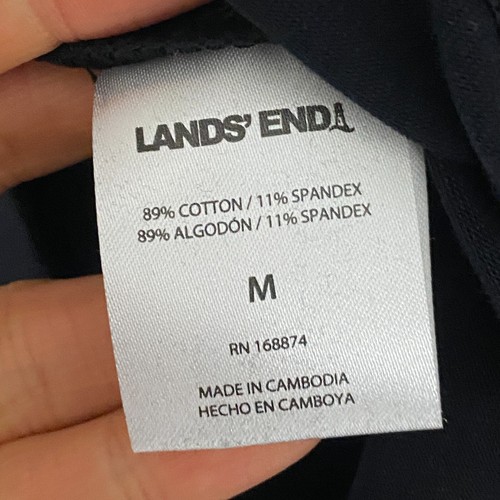 LANDS' END
89% COTTON / 11% SPANDEX
89% ALGODÓN / 11% SPANDEX
M
RN 168874
MADE IN CAMBODIA
HECHO EN CAMBOYA